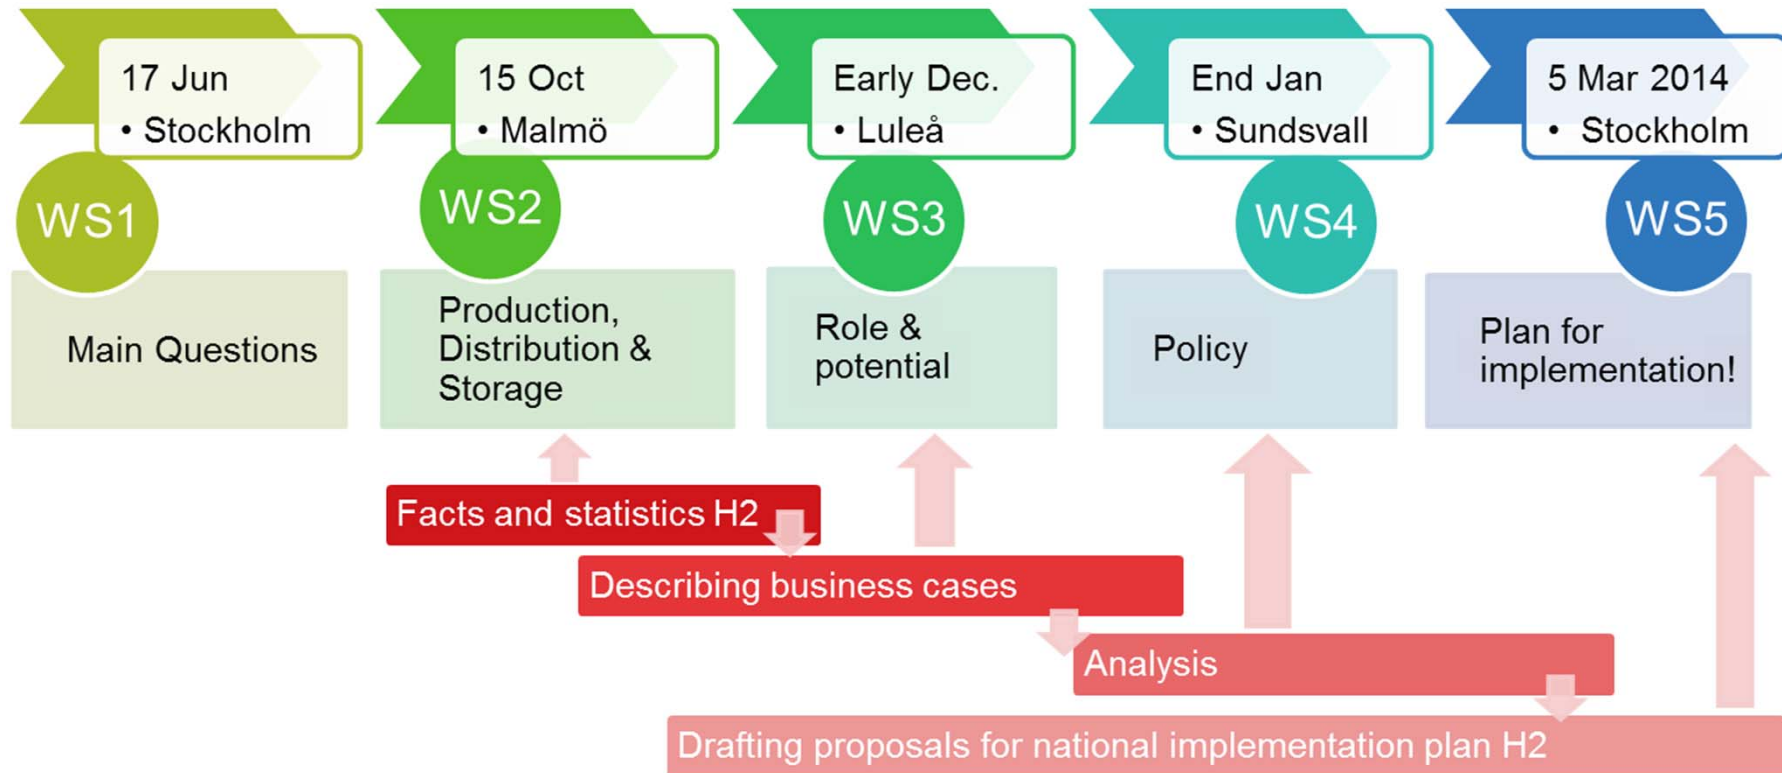 17 Jun
• Stockholm
15 Oct
• Malmö
Early Dec.
• Luleå
End Jan
• Sundsvall
5 Mar 2014
• Stockholm
WS1
WS2
WS3
WS4
WS5
Main Questions
Production,
Distribution &
Storage
Role &
potential
Policy
Plan for
implementation!
Facts and statistics H2
Describing business cases
Analysis
Drafting proposals for national implementation plan H2